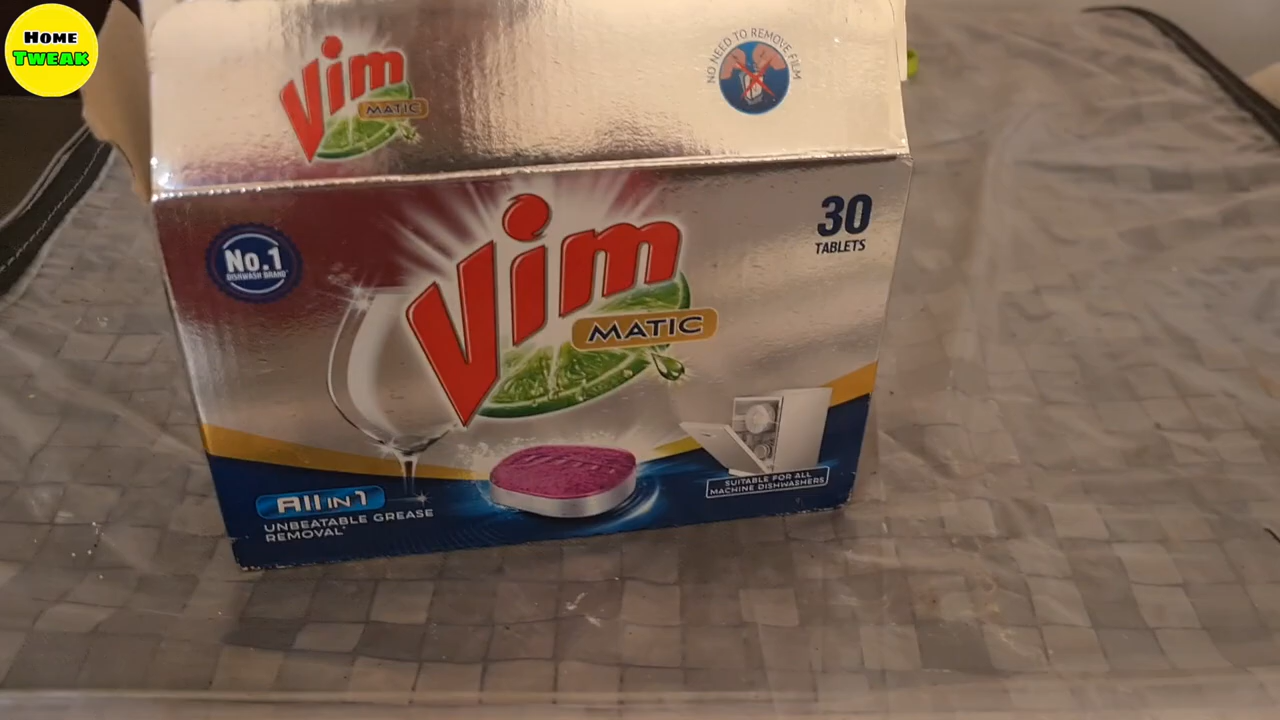 HOME
TWEAK
Vim
MATIC
NO NEED TO REMOVE FILM
No.1
DISHWASH BRAND
Vim
MATIC
30
TABLETS
All IN 1
UNBEATABLE GREASE
REMOVAL*
SUITABLE FOR ALL
MACHINE DISHWASHERS